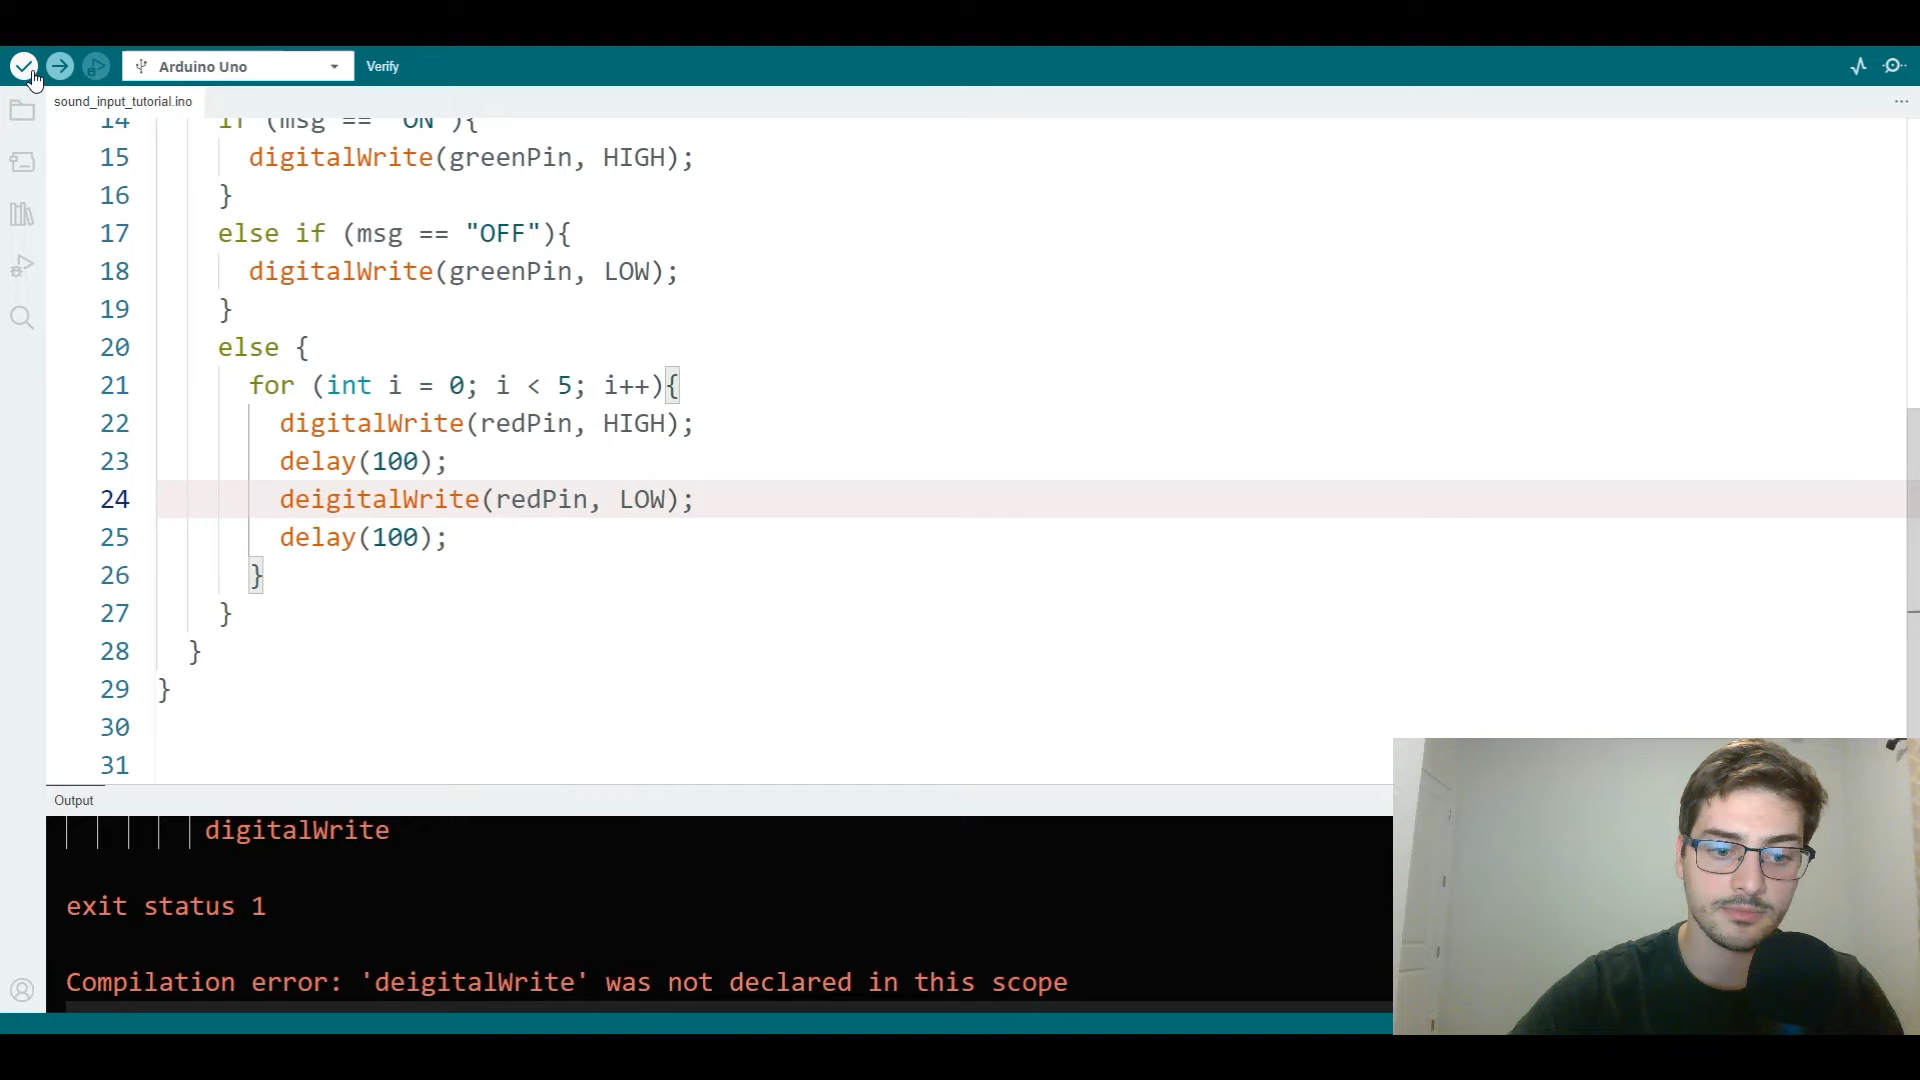 Arduino Uno
Verify
sound_input_tutorial.ino
...
14 if (msg == "ON"){
15 digitalWrite(greenPin, HIGH);
16 }
17 else if (msg == "OFF"){
18 digitalWrite(greenPin, LOW);
19 }
20 else {
21 for (int i = 0; i < 5; i++){
22 digitalWrite(redPin, HIGH);
23 delay(100);
24 deigitalWrite(redPin, LOW);
25 delay(100);
26 }
27 }
28 }
29 }
30
31
Output
digitalWrite
exit status 1
Compilation error: 'deigitalWrite' was not declared in this scope